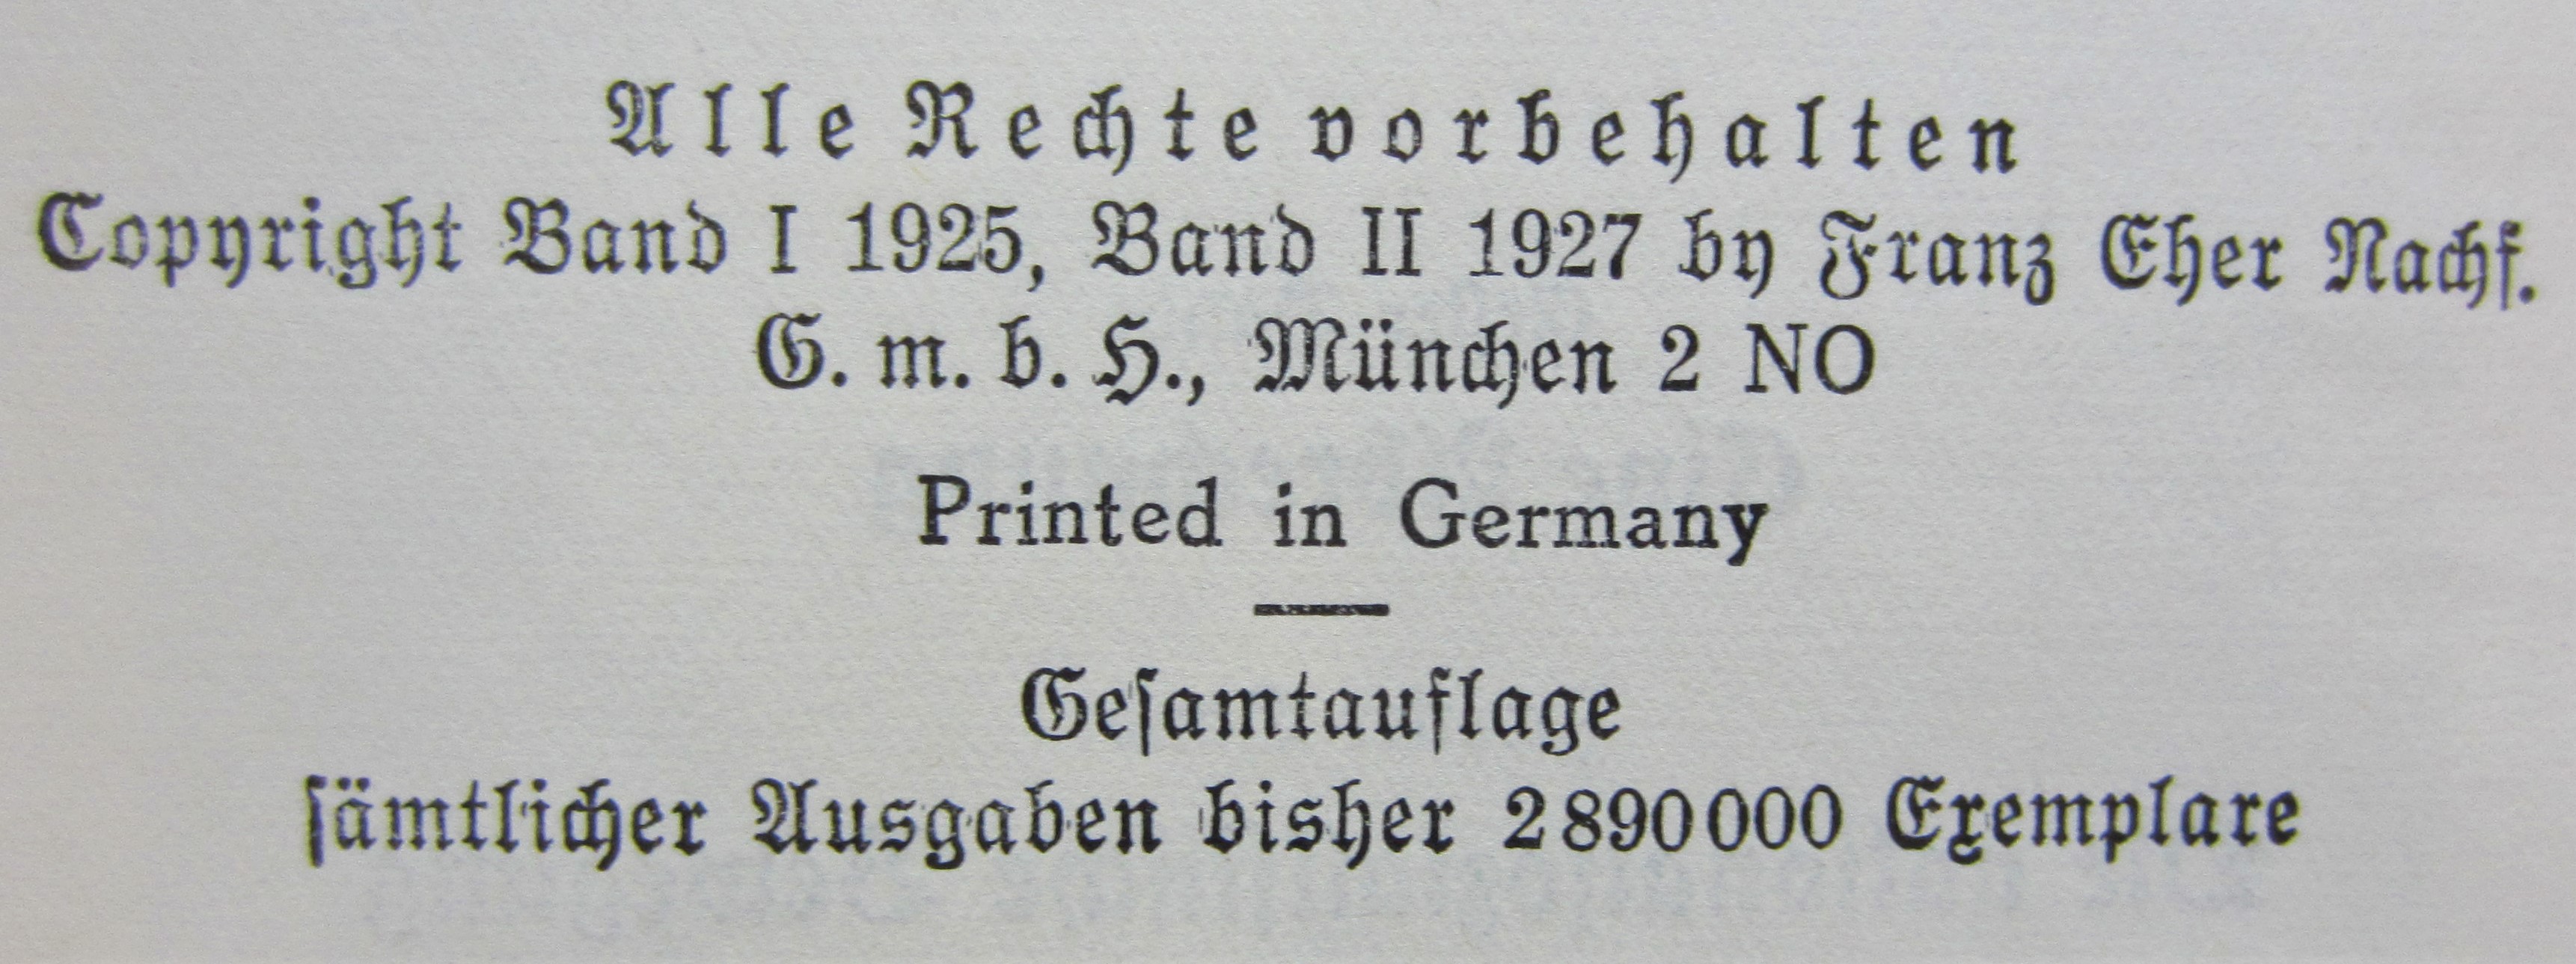 Alle Rechte vorbehalten
Copyright Band I 1925, Band II 1927 by Franz Eher Nachf.
G. m. b. H., München 2 NO
Printed in Germany
Geſamtauflage
ſämtlicher Ausgaben bisher 2890000 Exemplare